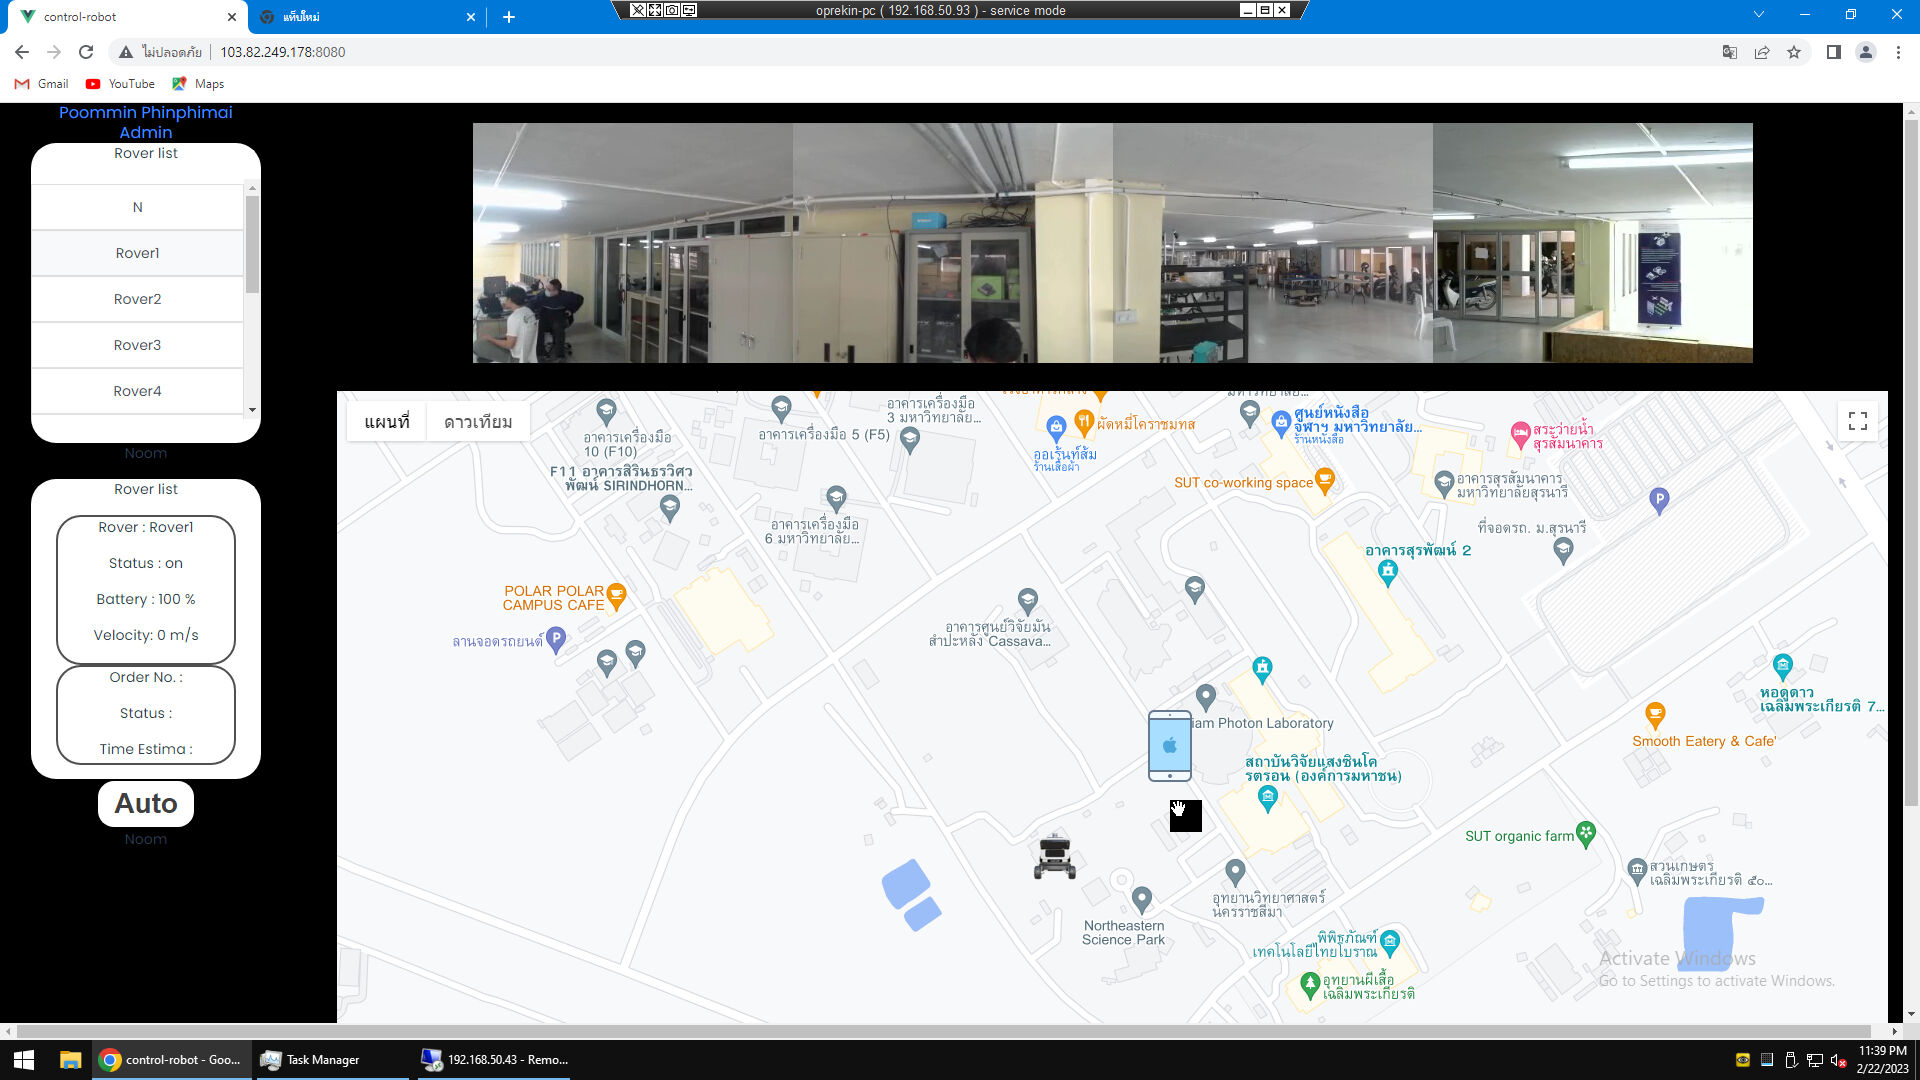 control-robot
แท็บใหม่
oprekin-pc ( 192.168.50.93 ) - service mode
ไม่ปลอดภัย
103.82.249.178:8080
Gmail
YouTube
Maps
Poommin Phinphimai
Admin
Rover list
N
Rover1
Rover2
Rover3
Rover4
Noom
Rover list
Rover : Rover1
Status : on
Battery : 100 %
Velocity: 0 m/s
Order No. :
Status :
Time Estima :
Auto
Noom
แผนที่
ดาวเทียม
อาคารเครื่องมือ
10 (F10)
F11 อาคารสิรินธรวิศว
พัฒน์ SIRINDHORN...
อาคารเครื่องมือ 5 (F5)
อาคารเครื่องมือ
3 มหาวิทยาลัย...
อาคารเครื่องมือ
6 มหาวิทยาลัย...
ผัดหมี่โคราชมทส
ออเร้นท์ส้ม
ร้านเสื้อผ้า
ศูนย์หนังสือ
จุฬาฯ มหาวิทยาลัย...
ร้านหนังสือ
SUT co-working space
สระว่ายน้ำ
สุรสัมนาคาร
อาคารสุรสัมนาคาร
มหาวิทยาลัยสุรนารี
ที่จอดรถ. ม.สุรนารี
อาคารสุรพัฒน์ 2
POLAR POLAR
CAMPUS CAFE
ลานจอดรถยนต์
อาคารศูนย์วิจัยมัน
สำปะหลัง Cassava...
iam Photon Laboratory
สถาบันวิจัยแสงซินโค
รตรอน (องค์การมหาชน)
หอดูดาว
เฉลิมพระเกียรติ 7...
Smooth Eatery & Cafe'
SUT organic farm
สวนเกษตร
เฉลิมพระเกียรติ ๕๐...
อุทยานวิทยาศาสตร์
นครราชสีมา
Northeastern
Science Park
พิพิธภัณฑ์
เทคโนโลยีไทยโบราณ
อุทยานผีเสื้อ
เฉลิมพระเกียรติ
Activate Windows
Go to Settings to activate Windows.
control-robot - Goo...
Task Manager
192.168.50.43 - Remo...
11:39 PM
2/22/2023